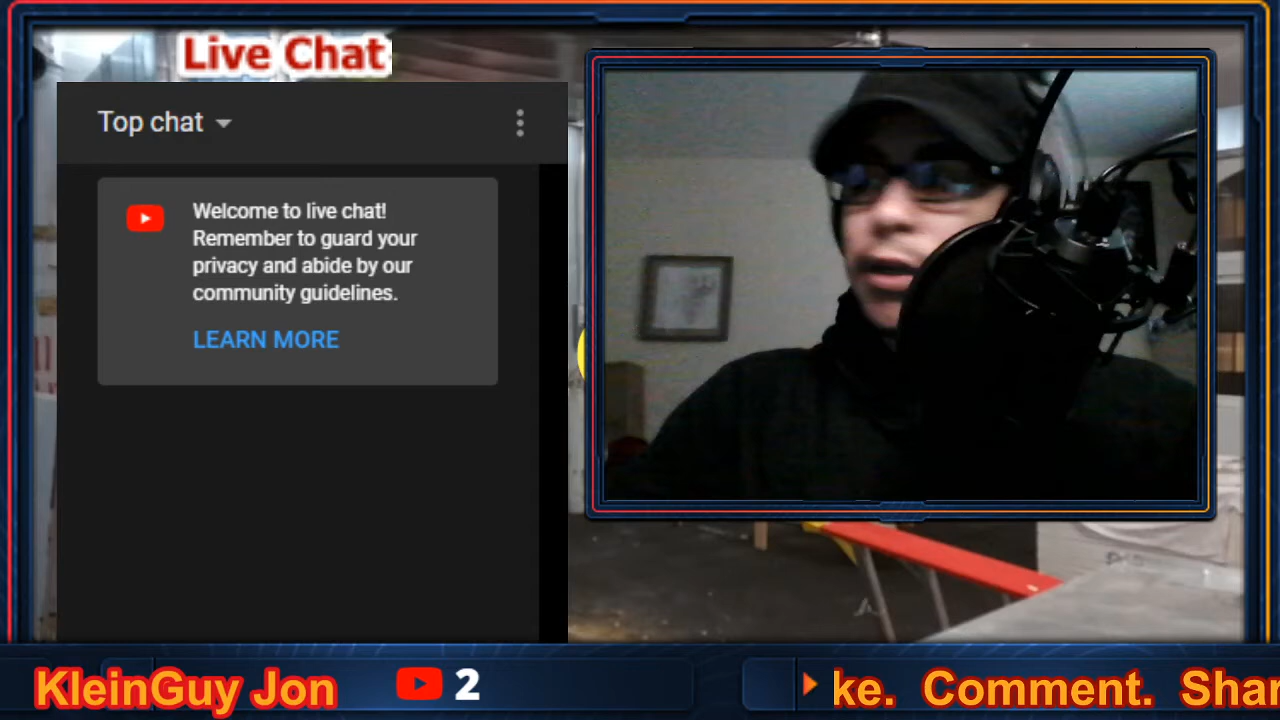 Live Chat
Top chat
Welcome to live chat!
Remember to guard your
privacy and abide by our
community guidelines.
LEARN MORE
KleinGuy Jon
2
ke. Comment. Shar